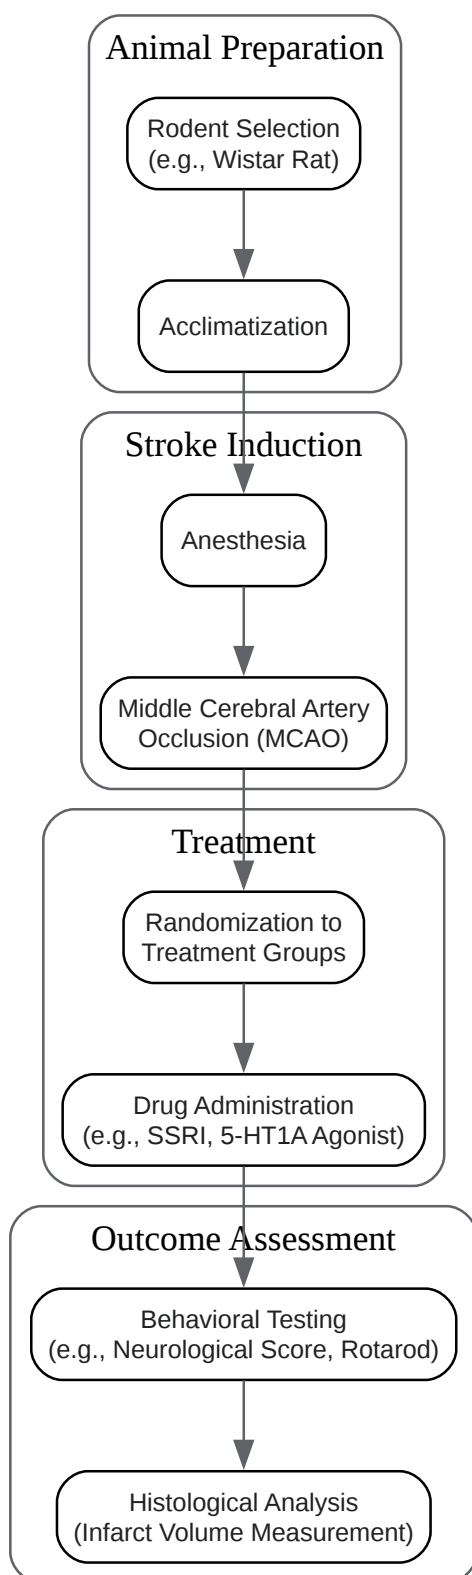 Animal Preparation
Rodent Selection
(e.g., Wistar Rat)
Acclimatization
Stroke Induction
Anesthesia
Middle Cerebral Artery
Occlusion (MCAO)
Treatment
Randomization to
Treatment Groups
Drug Administration
(e.g., SSRI, 5-HT1A Agonist)
Outcome Assessment
Behavioral Testing
(e.g., Neurological Score, Rotarod)
Histological Analysis
(Infarct Volume Measurement)